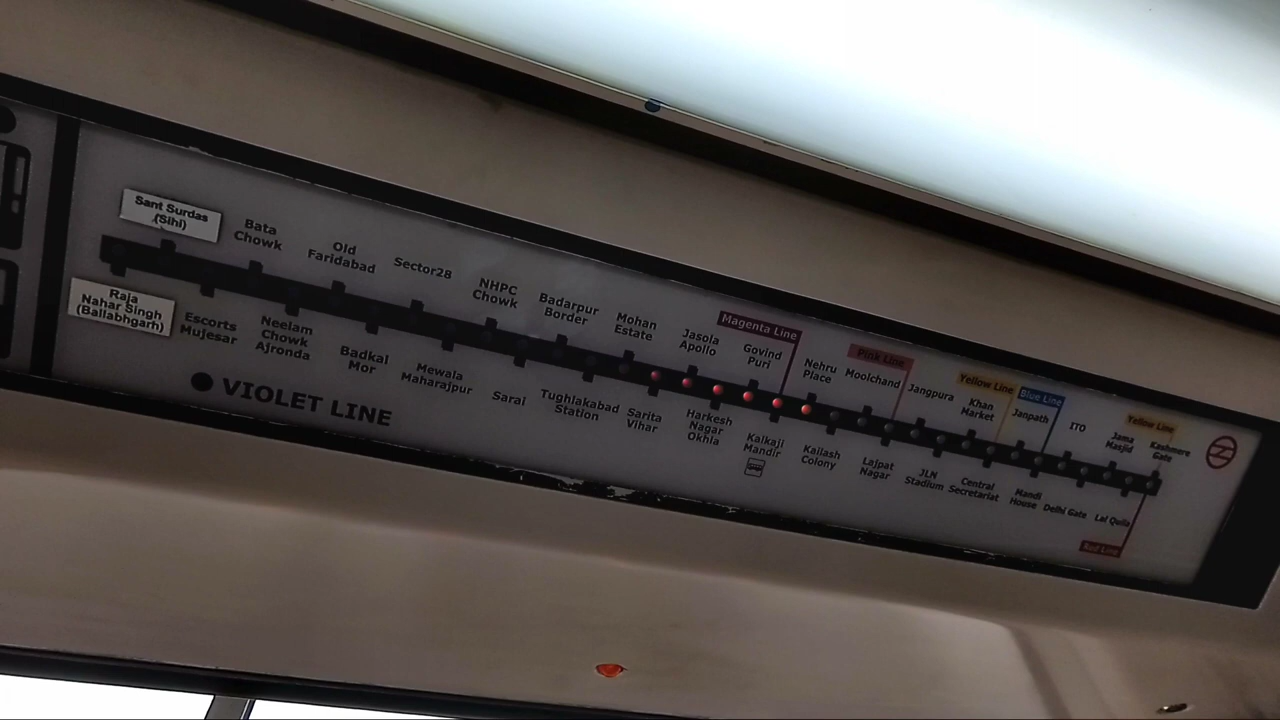 Sant Surdas
(Sihi)
Bata
Chowk
Old
Faridabad
Sector28
NHPC
Chowk
Badarpur
Border
Mohan
Estate
Jasola
Apollo
Magenta Line
Govind
Puri
Nehru
Place
Pink Line
Moolchand
Jangpura
Yellow Line
Khan
Market
Blue Line
Janpath
ITO
Jama
Masjid
Yellow Line
Kashmere
Gate
Raja
Nahar Singh
(Ballabhgarh)
Escorts
Mujesar
Neelam
Chowk
Ajronda
Badkal
Mor
Mewala
Maharajpur
Sarai
Tughlakabad
Station
Sarita
Vihar
Harkesh
Nagar
Okhla
Kalkaji
Mandir
Kailash
Colony
Lajpat
Nagar
JLN
Stadium
Central
Secretariat
Mandi
House
Delhi Gate
Lal Quila
Red Line
VIOLET LINE